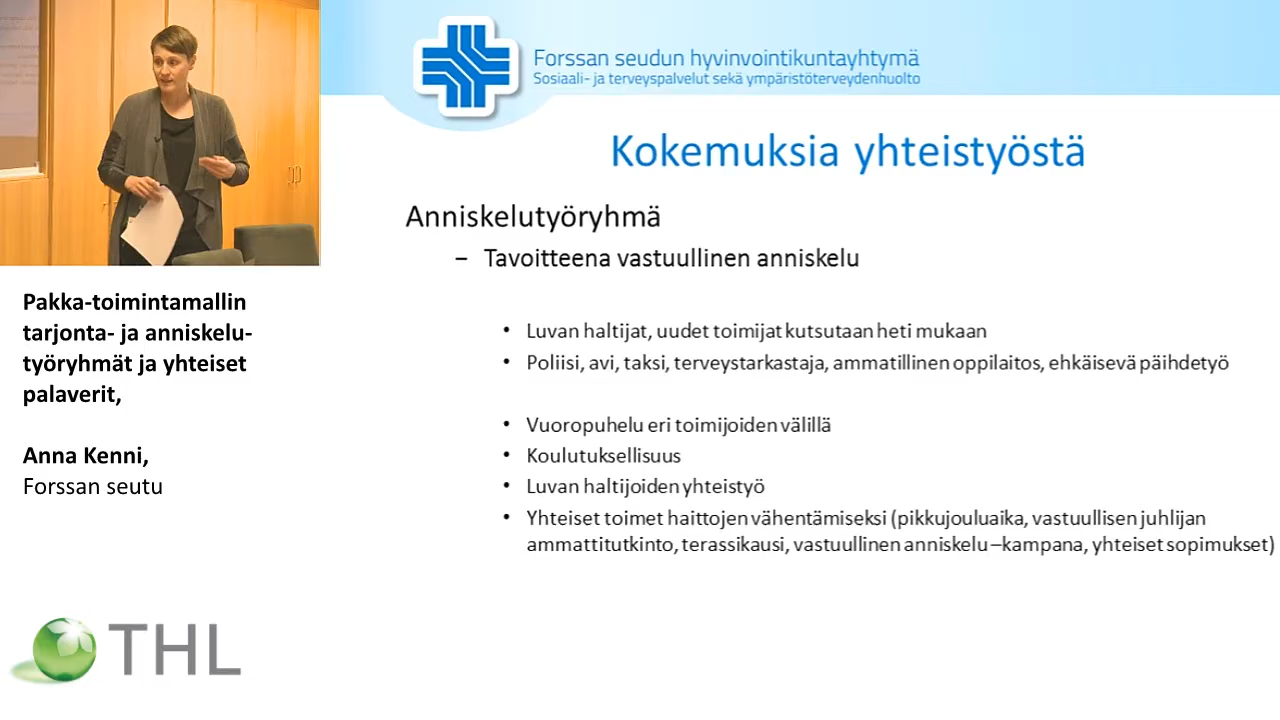 Forssan seudun hyvinvointikuntayhtymä
Sosiaali- ja terveyspalvelut sekä ympäristöterveydenhuolto
Kokemuksia yhteistyöstä
Anniskelutyöryhmä
– Tavoitteena vastuullinen anniskelu
• Luvan haltijat, uudet toimijat kutsutaan heti mukaan
• Poliisi, avi, taksi, terveystarkastaja, ammatillinen oppilaitos, ehkäisevä päihdetyö
• Vuoropuhelu eri toimijoiden välillä
• Koulutuksellisuus
• Luvan haltijoiden yhteistyö
• Yhteiset toimet haittojen vähentämiseksi (pikkujouluaika, vastuullisen juhlijan
ammattitutkinto, terassikausi, vastuullinen anniskelu –kampana, yhteiset sopimukset)
Pakka-toimintamallin
tarjonta- ja anniskelu-
työryhmät ja yhteiset
palaverit,
Anna Kenni,
Forssan seutu
THL